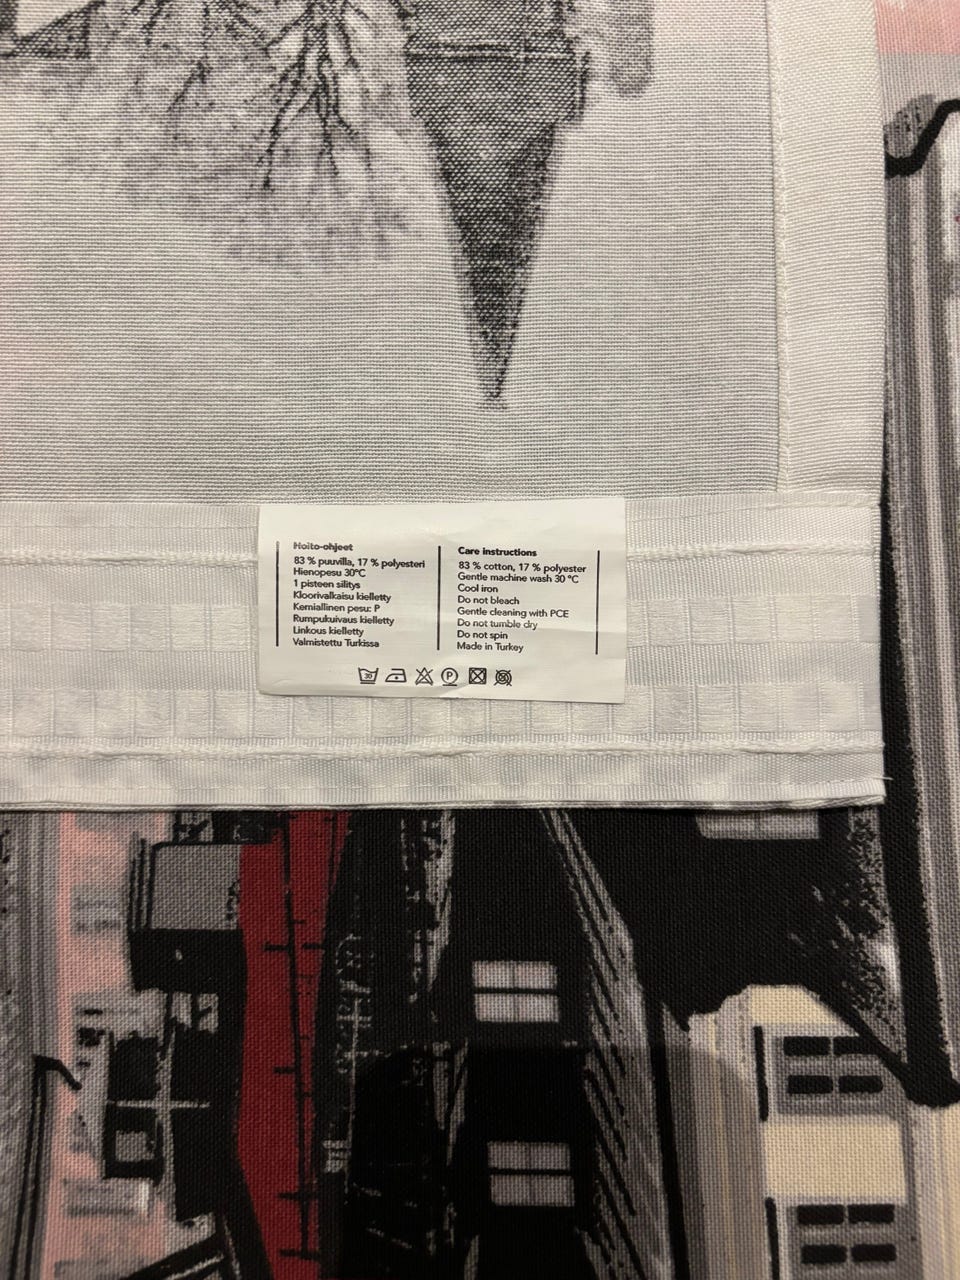 Hoito-ohjeet
83 % puuvilla, 17 % polyesteri
Hienopesu 30°C
1 pisteen silitys
Kloorivalkaisu kielletty
Kemiallinen pesu: P
Rumpukuivaus kielletty
Linkous kielletty
Valmistettu Turkissa
Care instructions
83 % cotton, 17 % polyester
Gentle machine wash 30 °C
Cool iron
Do not bleach
Gentle cleaning with PCE
Do not tumble dry
Do not spin
Made in Turkey
30 P